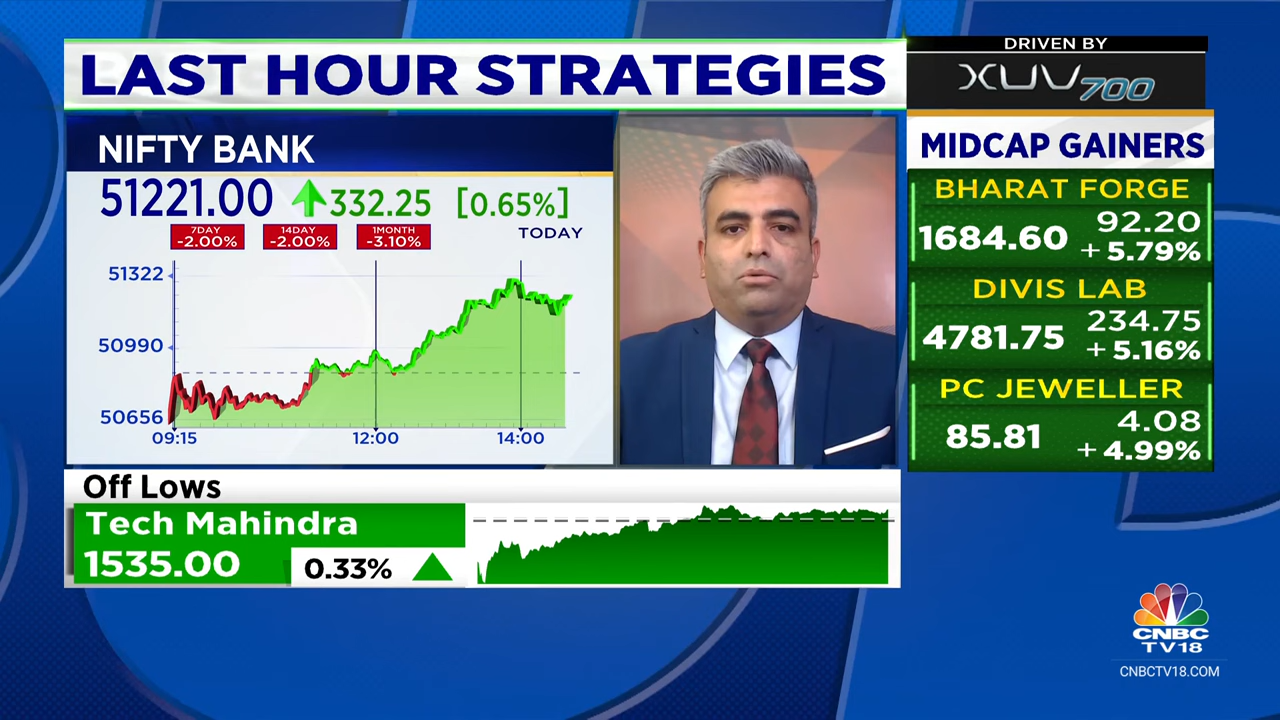 LAST HOUR STRATEGIES
DRIVEN BY
XUV700
NIFTY BANK
51221.00 332.25 [0.65%]
7DAY
-2.00%
14DAY
-2.00%
1MONTH
-3.10%
TODAY
51322
50990
50656
09:15 12:00 14:00
MIDCAP GAINERS
BHARAT FORGE
1684.60 92.20
+ 5.79%
DIVIS LAB
4781.75 234.75
+ 5.16%
PC JEWELLER
85.81 4.08
+ 4.99%
Off Lows
Tech Mahindra
1535.00 0.33%
CNBC
TV18
CNBCTV18.COM